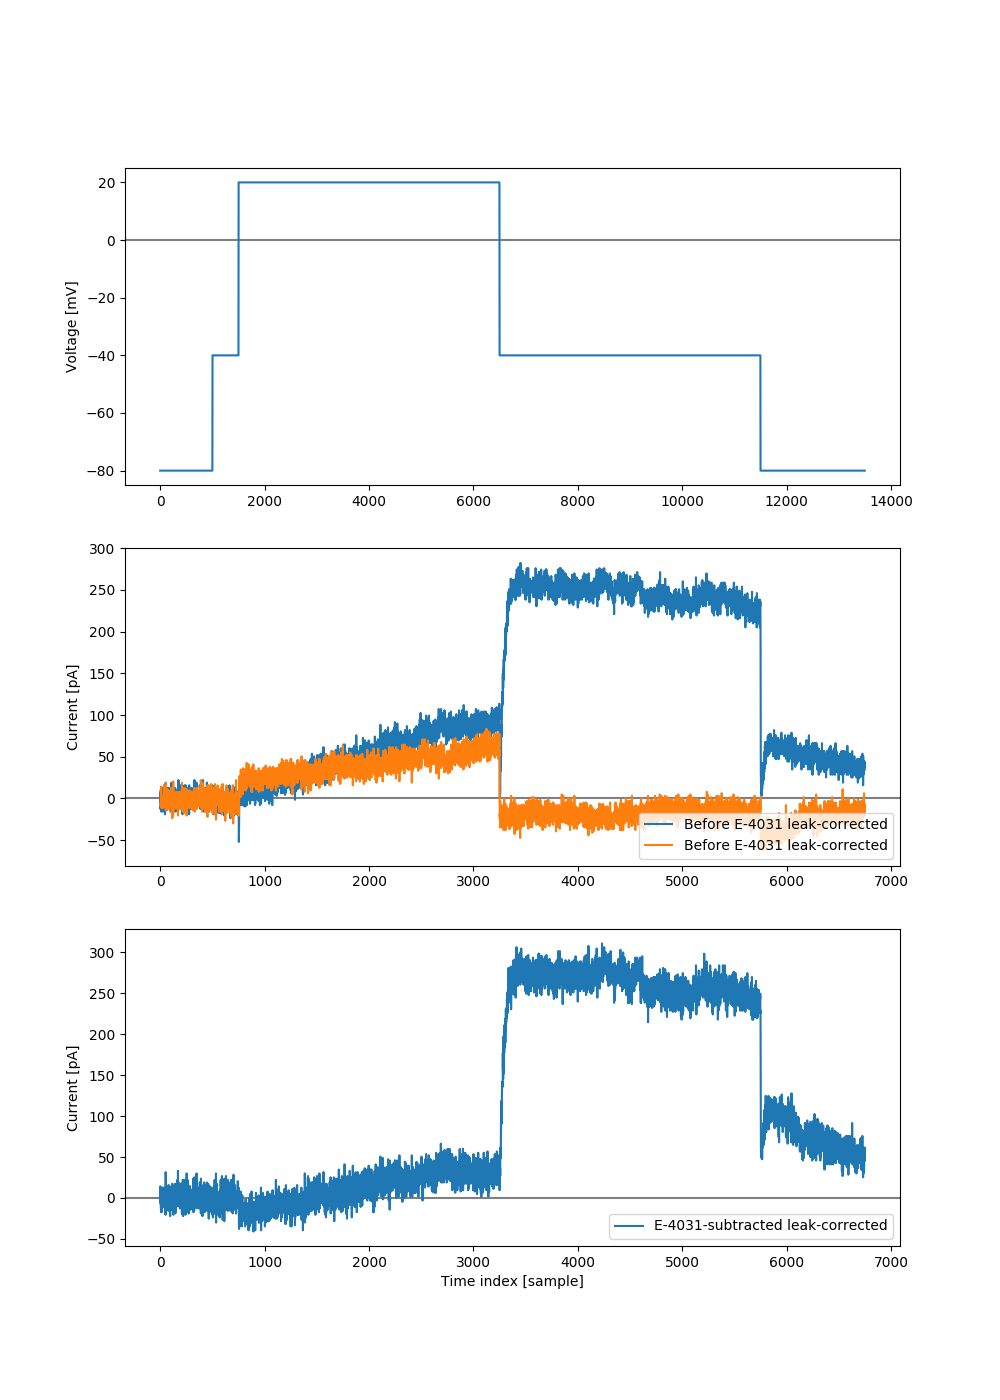 20
0
−20
−40
−60
−80
Voltage [mV]
0 2000 4000 6000 8000 10000 12000 14000
300
250
200
150
100
50
0
−50
Current [pA]
Before E-4031 leak-corrected
Before E-4031 leak-corrected
0 1000 2000 3000 4000 5000 6000 7000
300
250
200
150
100
50
0
−50
Current [pA]
E-4031-subtracted leak-corrected
0 1000 2000 3000 4000 5000 6000 7000
Time index [sample]